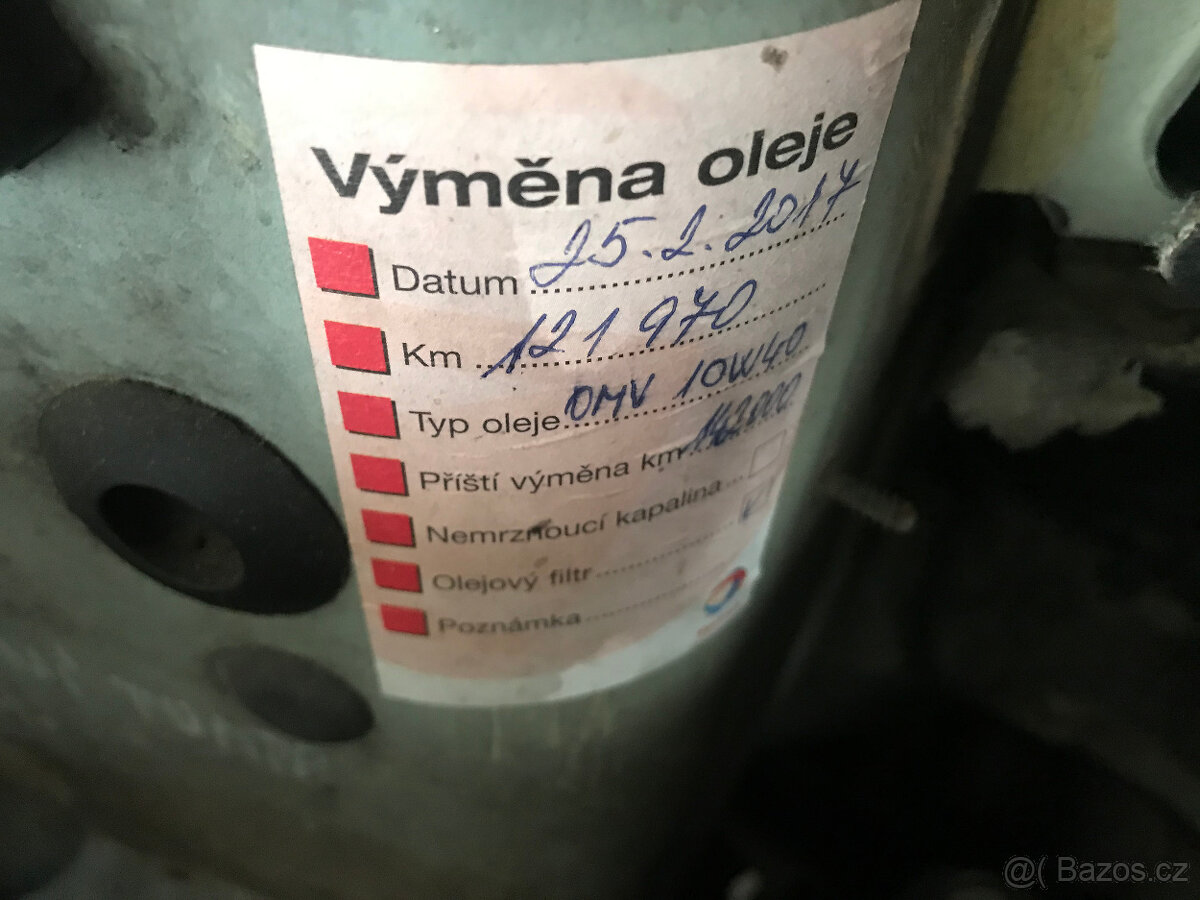 Výměna oleje
Datum 25.2.2017
Km 121 970
Typ oleje OMV 10W40
Příští výměna km 142000
Nemrznoucí kapalina
Olejový filtr
Poznámka
@( Bazos.cz